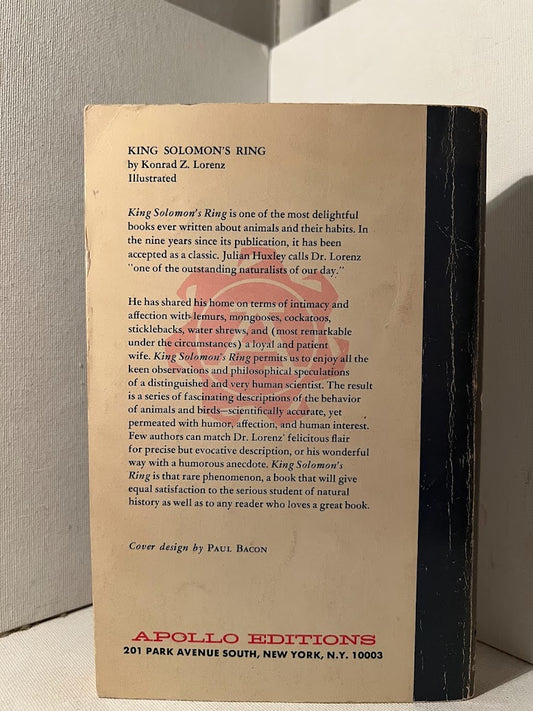 KING SOLOMON'S RING
by Konrad Z. Lorenz
Illustrated
King Solomon's Ring is one of the most delightful
books ever written about animals and their habits. In
the nine years since its publication, it has been
accepted as a classic. Julian Huxley calls Dr. Lorenz
"one of the outstanding naturalists of our day."
He has shared his home on terms of intimacy and
affection with lemurs, mongooses, cockatoos,
sticklebacks, water shrews, and (most remarkable
under the circumstances) a loyal and patient
wife. King Solomon's Ring permits us to enjoy all the
keen observations and philosophical speculations
of a distinguished and very human scientist. The result
is a series of fascinating descriptions of the behavior
of animals and birds—scientifically accurate, yet
permeated with humor, affection, and human interest.
Few authors can match Dr. Lorenz' felicitous flair
for precise but evocative description, or his wonderful
way with a humorous anecdote. King Solomon's
Ring is that rare phenomenon, a book that will give
equal satisfaction to the serious student of natural
history as well as to any reader who loves a great book.
Cover design by PAUL BACON
APOLLO EDITIONS
201 PARK AVENUE SOUTH, NEW YORK, N.Y. 10003